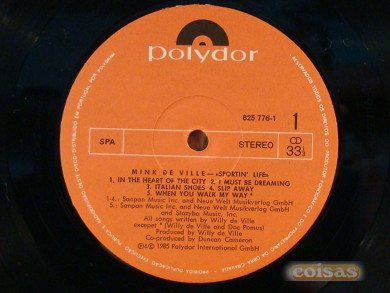 polydor
825 776-1
1
SPA
STEREO
33⅓
MINK DE VILLE—«SPORTIN' LIFE»
1. IN THE HEART OF THE CITY 2. I MUST BE DREAMING
3. ITALIAN SHOES 4. SLIP AWAY
5. WHEN YOU WALK MY WAY *
1-4.: Sanpan Music Inc. and Neue Welt Musikverlag GmbH
5.: Sanpan Music Inc. and Neue Welt Musikverlag GmbH
and Stazybo Music, Inc.
All songs written by Willy de Ville
except * (Willy de Ville and Doc Pomus)
Produced by Willy de Ville
Co-produced by Duncan Cameron
℗© 1985 Polydor International GmbH
coisas